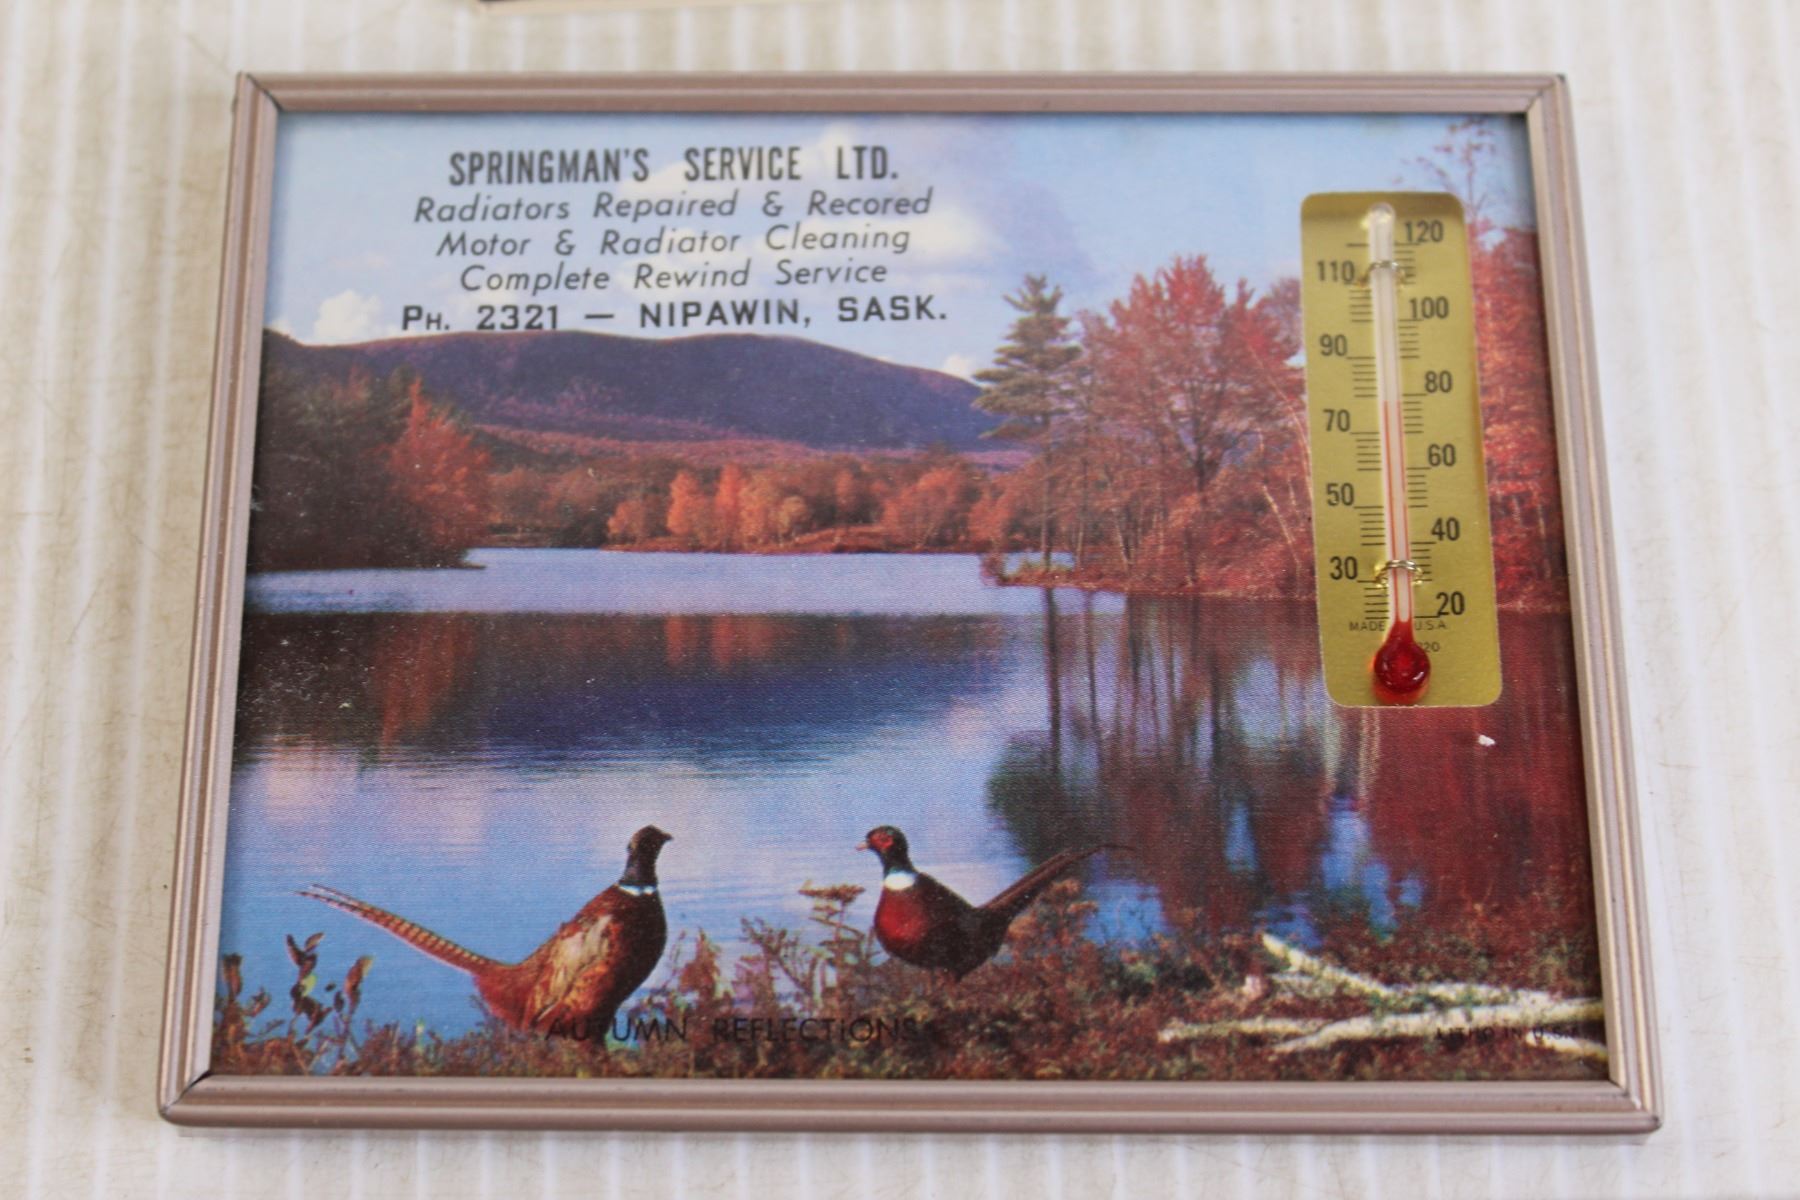 SPRINGMAN'S SERVICE LTD.
Radiators Repaired & Recored
Motor & Radiator Cleaning
Complete Rewind Service
PH. 2321 — NIPAWIN, SASK.
120
110
100
90
80
70
60
50
40
30
20
MADE U.S.A.
AUTUMN REFLECTIONS
LITHO IN U.S.A.